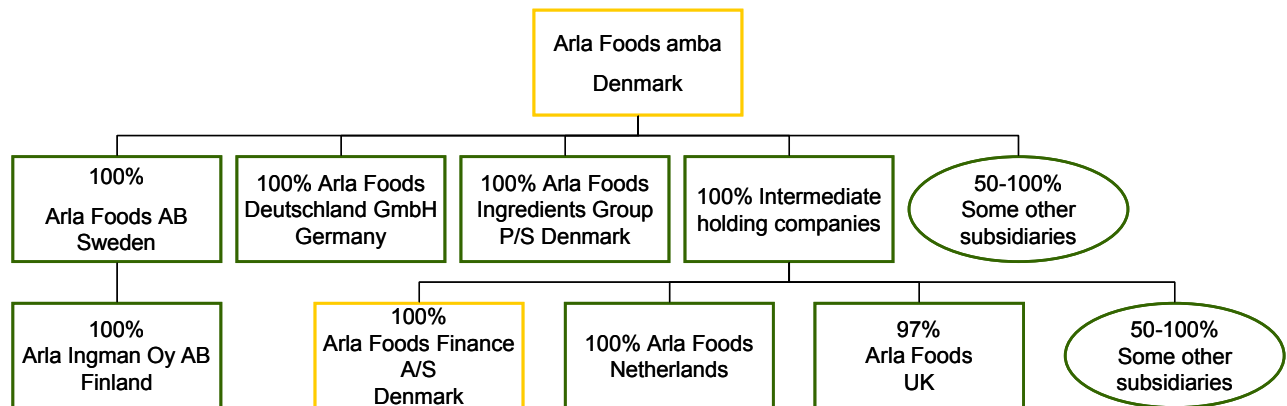 Arla Foods amba
Denmark
100%
Arla Foods AB
Sweden
100% Arla Foods
Deutschland GmbH
Germany
100% Arla Foods
Ingredients Group
P/S Denmark
100% Intermediate
holding companies
50-100%
Some other
subsidiaries
100%
Arla Ingman Oy AB
Finland
100%
Arla Foods Finance
A/S
Denmark
100% Arla Foods
Netherlands
97%
Arla Foods
UK
50-100%
Some other
subsidiaries